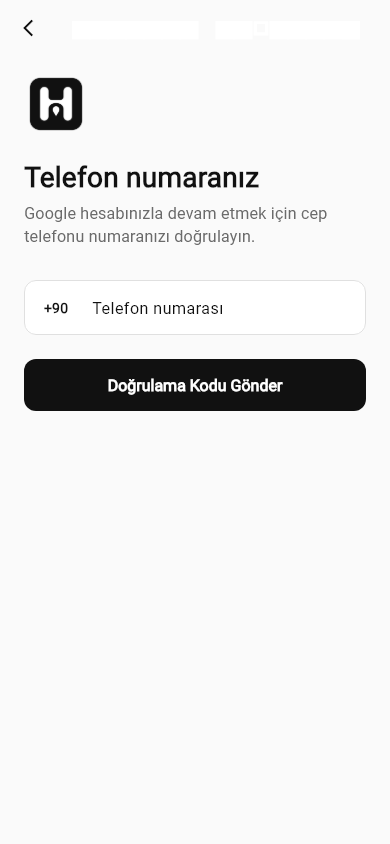 Telefon numaranız
Google hesabınızla devam etmek için cep
telefonu numaranızı doğrulayın.
+90 Telefon numarası
Doğrulama Kodu Gönder